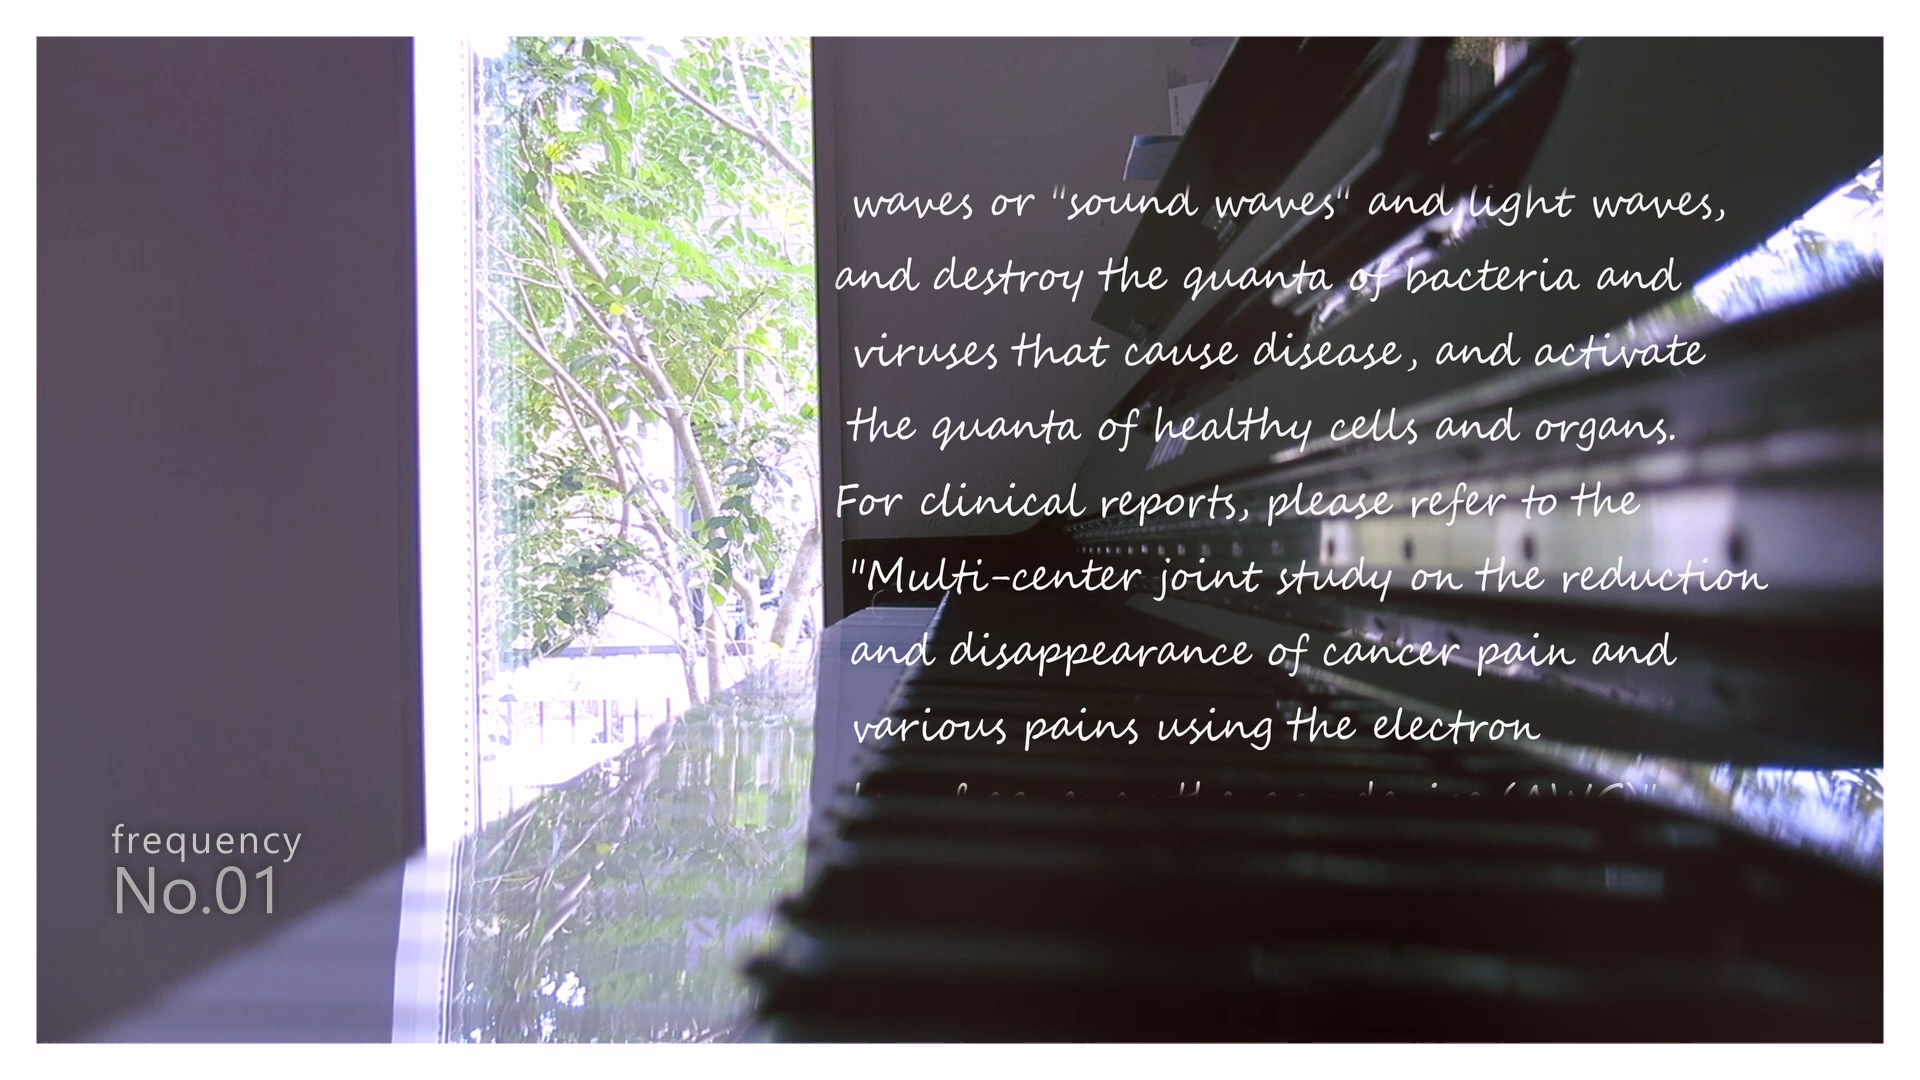 waves or "sound waves" and light waves,
and destroy the quanta of bacteria and
viruses that cause disease, and activate
the quanta of healthy cells and organs.
For clinical reports, please refer to the
"Multi-center joint study on the reduction
and disappearance of cancer pain and
various pains using the electron
frequency
No.01